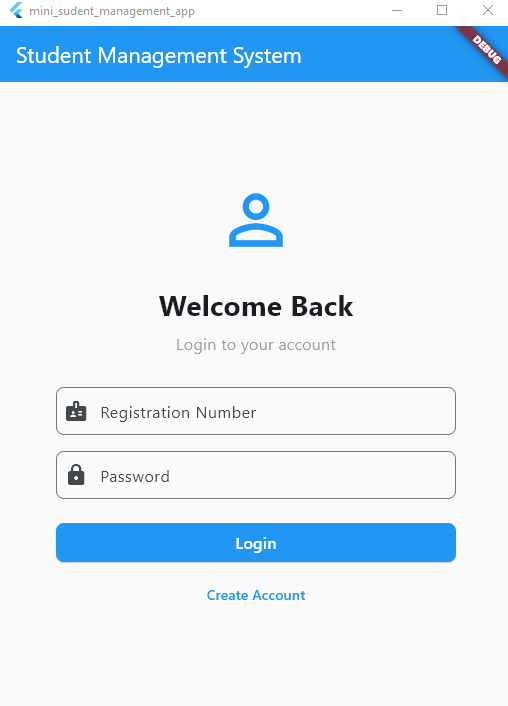 mini_sudent_management_app
Student Management System
DEBUG
Welcome Back
Login to your account
Registration Number
Password
Login
Create Account